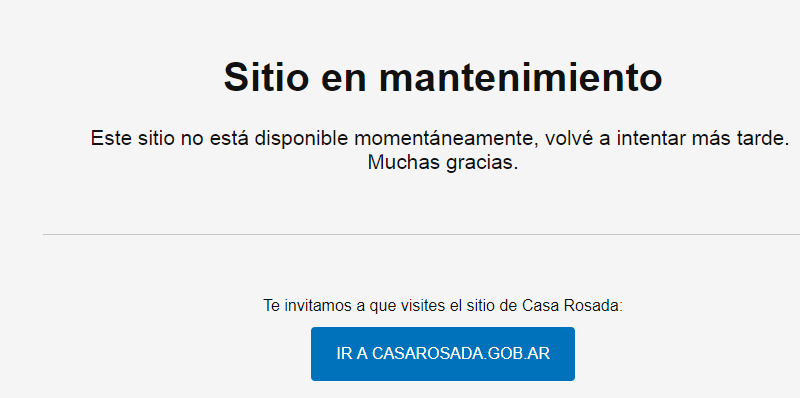 Sitio en mantenimiento
Este sitio no está disponible momentáneamente, volvé a intentar más tarde.
Muchas gracias.
Te invitamos a que visites el sitio de Casa Rosada:
IR A CASAROSADA.GOB.AR